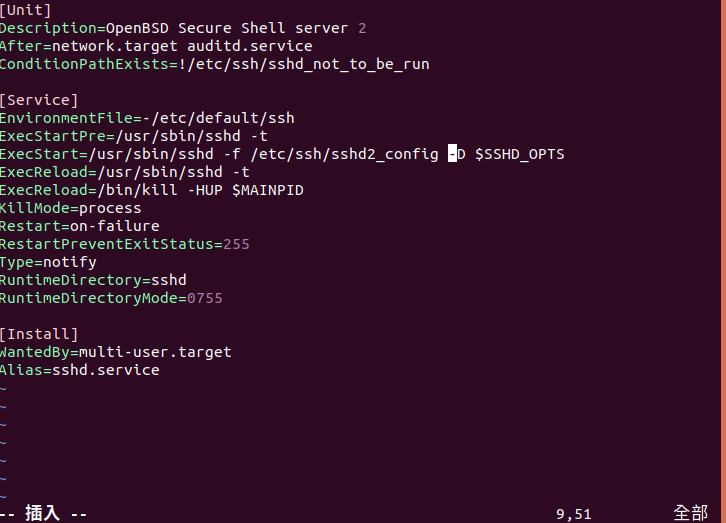 [Unit]
Description=OpenBSD Secure Shell server 2
After=network.target auditd.service
ConditionPathExists=!/etc/ssh/sshd_not_to_be_run

[Service]
EnvironmentFile=-/etc/default/ssh
ExecStartPre=/usr/sbin/sshd -t
ExecStart=/usr/sbin/sshd -f /etc/ssh/sshd2_config -D $SSHD_OPTS
ExecReload=/usr/sbin/sshd -t
ExecReload=/bin/kill -HUP $MAINPID
KillMode=process
Restart=on-failure
RestartPreventExitStatus=255
Type=notify
RuntimeDirectory=sshd
RuntimeDirectoryMode=0755

[Install]
WantedBy=multi-user.target
Alias=sshd.service
~
~
~
~
~
~
~
-- 插入 -- 9,51 全部